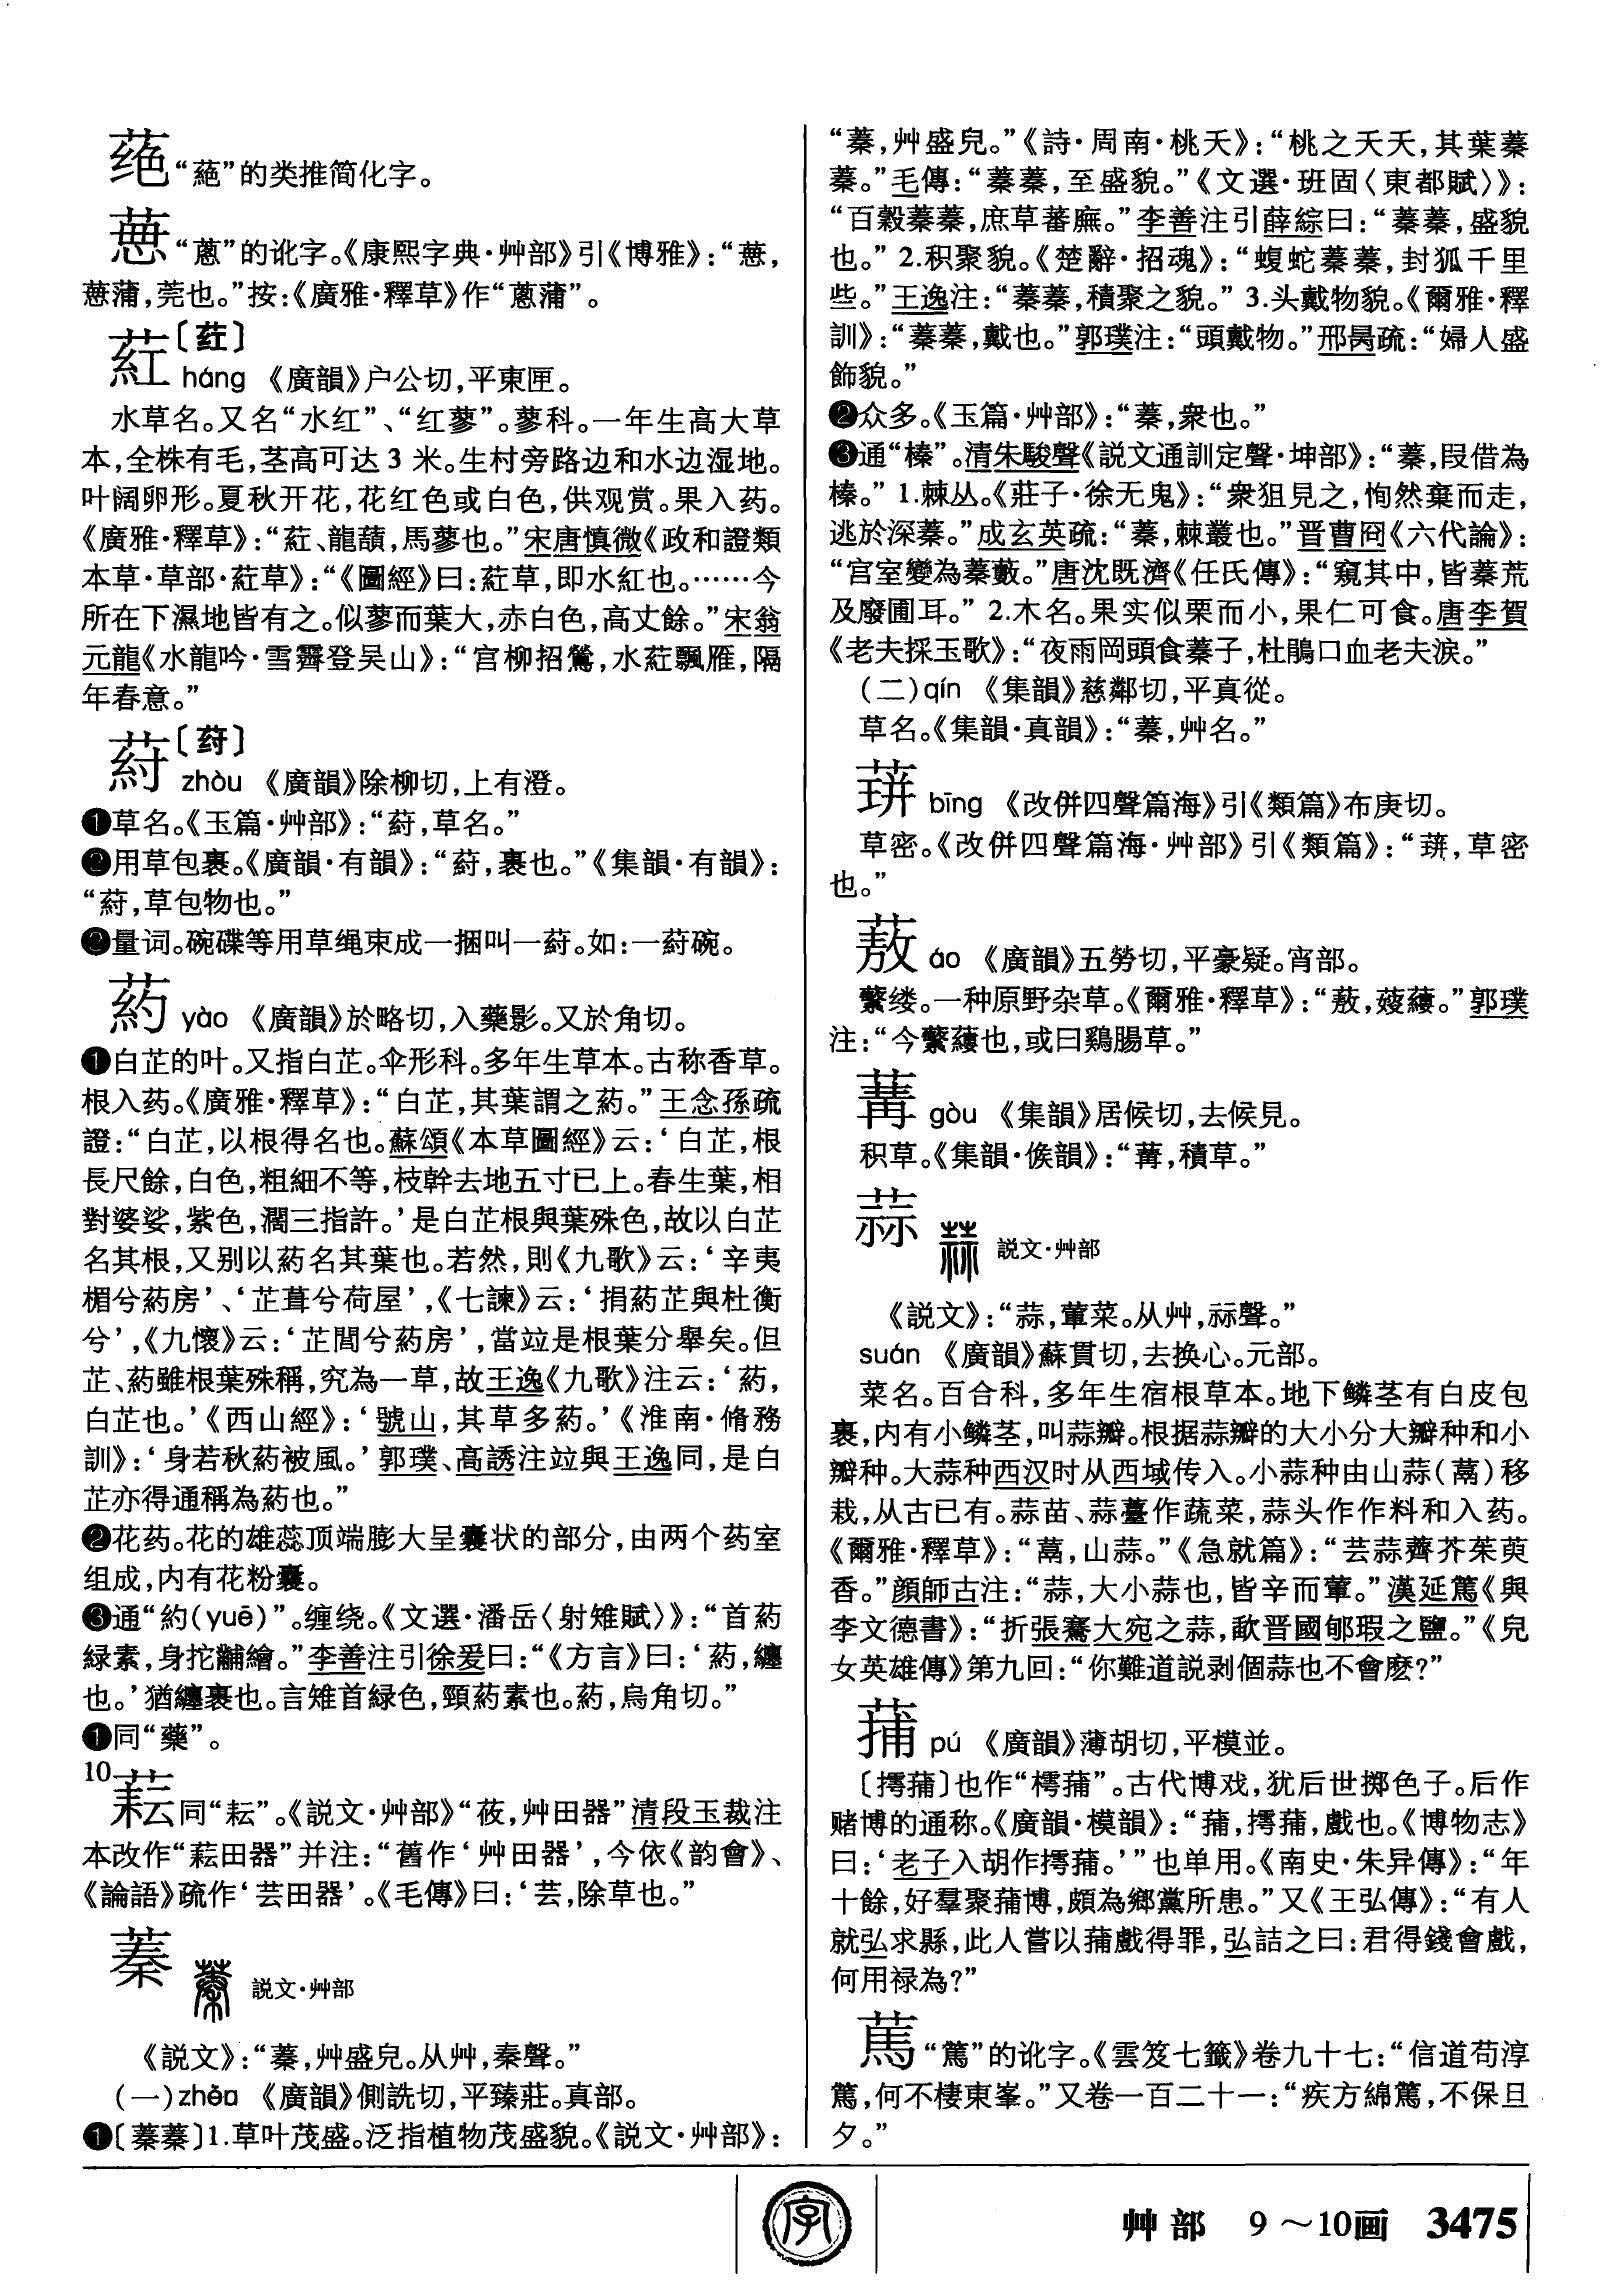 “蕝”的类推简化字。
“蔥”的讹字。《康熙字典·艸部》引《博雅》：“蒠，
蒠蒲，莞也。”按：《廣雅·釋草》作“蔥蒲”。
葒〔荭〕
háng 《廣韻》户公切，平東匣。
水草名。又名“水红”、“红蓼”。蓼科。一年生高大草
本，全株有毛，茎高可达3米。生村旁路边和水边湿地。
叶阔卵形。夏秋开花，花红色或白色，供观赏。果入药。
《廣雅·釋草》：“葒、龍䕬，馬蓼也。”宋唐慎微《政和證類
本草·草部·葒草》：“《圖經》曰：葒草，即水紅也。……今
所在下濕地皆有之。似蓼而葉大，赤白色，高丈餘。”宋翁
元龍《水龍吟·雪霽登吴山》：“宫柳招鶯，水葒飄雁，隔
年春意。”
葤〔荮〕
zhòu 《廣韻》除柳切，上有澄。
❶草名。《玉篇·艸部》：“葤，草名。”
❷用草包裹。《廣韻·有韻》：“葤，裹也。”《集韻·有韻》：
“葤，草包物也。”
❷量词。碗碟等用草绳束成一捆叫一葤。如：一葤碗。
葯 yào 《廣韻》於略切，入藥影。又於角切。
❶白芷的叶。又指白芷。伞形科。多年生草本。古称香草。
根入药。《廣雅·釋草》：“白芷，其葉謂之葯。”王念孫疏
證：“白芷，以根得名也。蘇頌《本草圖經》云：‘白芷，根
長尺餘，白色，粗細不等，枝幹去地五寸已上。春生葉，相
對婆娑，紫色，濶三指許。’是白芷根與葉殊色，故以白芷
名其根，又别以葯名其葉也。若然，則《九歌》云：‘辛夷
楣兮葯房’、‘芷葺兮荷屋’，《七諫》云：‘捐葯芷與杜衡
兮’，《九懷》云：‘芷閭兮葯房’，當竝是根葉分舉矣。但
芷、葯雖根葉殊稱，究為一草，故王逸《九歌》注云：‘葯，
白芷也。’《西山經》：‘號山，其草多葯。’《淮南·脩務
訓》：‘身若秋葯被風。’郭璞、高誘注竝與王逸同，是白
芷亦得通稱為葯也。”
❷花药。花的雄蕊顶端膨大呈囊状的部分，由两个药室
组成，内有花粉囊。
❸通“約(yuē)”。缠绕。《文選·潘岳〈射雉賦〉》：“首葯
緑素，身拕黼繪。”李善注引徐爰曰：“《方言》曰：‘葯，纏
也。’猶纏裹也。言雉首緑色，頸葯素也。葯，烏角切。”
❶同“藥”。
10
蕓同“耘”。《説文·艸部》“莜，艸田器”清段玉裁注
本改作“耘田器”并注：“舊作‘艸田器’，今依《韵會》、
《論語》疏作‘芸田器’。《毛傳》曰：‘芸，除草也。”
蓁 説文·艸部
《説文》：“蓁，艸盛皃。从艸，秦聲。”
(一)zhēn 《廣韻》側詵切，平臻莊。真部。
❶〔蓁蓁〕1.草叶茂盛。泛指植物茂盛貌。《説文·艸部》：
“蓁，艸盛皃。”《詩·周南·桃夭》：“桃之夭夭，其葉蓁
蓁。”毛傳：“蓁蓁，至盛貌。”《文選·班固〈東都賦〉》：
“百穀蓁蓁，庶草蕃廡。”李善注引薛綜曰：“蓁蓁，盛貌
也。”2.积聚貌。《楚辭·招魂》：“蝮蛇蓁蓁，封狐千里
些。”王逸注：“蓁蓁，積聚之貌。”3.头戴物貌。《爾雅·釋
訓》：“蓁蓁，戴也。”郭璞注：“頭戴物。”邢昺疏：“婦人盛
飾貌。”
❷众多。《玉篇·艸部》：“蓁，衆也。”
❸通“榛”。清朱駿聲《説文通訓定聲·坤部》：“蓁，叚借為
榛。”1.棘丛。《莊子·徐无鬼》：“衆狙見之，恂然棄而走，
逃於深蓁。”成玄英疏：“蓁，棘叢也。”晋曹冏《六代論》：
“宫室變為蓁藪。”唐沈既濟《任氏傳》：“窺其中，皆蓁荒
及廢圃耳。”2.木名。果实似栗而小，果仁可食。唐李賀
《老夫採玉歌》：“夜雨岡頭食蓁子，杜鵑口血老夫淚。”
(二)qín 《集韻》慈鄰切，平真從。
草名。《集韻·真韻》：“蓁，艸名。”
bīng 《改併四聲篇海》引《類篇》布庚切。
草密。《改併四聲篇海·艸部》引《類篇》：“，草密
也。”
蔜 áo 《廣韻》五勞切，平豪疑。宵部。
蘩缕。一种原野杂草。《爾雅·釋草》：“蔜，䕅䕖。”郭璞
注：“今蘩䕖也，或曰鷄腸草。”
冓 gòu 《集韻》居候切，去候見。
积草。《集韻·候韻》：“蒪，積草。”
蒜 説文·艸部
《説文》：“蒜，葷菜。从艸，祘聲。”
suán 《廣韻》蘇貫切，去换心。元部。
菜名。百合科，多年生宿根草本。地下鳞茎有白皮包
裹，内有小鳞茎，叫蒜瓣。根据蒜瓣的大小分大瓣种和小
瓣种。大蒜种西汉时从西域传入。小蒜种由山蒜(蒚)移
栽，从古已有。蒜苗、蒜薹作蔬菜，蒜头作作料和入药。
《爾雅·釋草》：“蒚，山蒜。”《急就篇》：“芸蒜薺芥茱萸
香。”顔師古注：“蒜，大小蒜也，皆辛而葷。”漢延篤《與
李文德書》：“折張騫大宛之蒜，歃晋國郇瑕之鹽。”《兒
女英雄傳》第九回：“你難道説剥個蒜也不會麽？”
蒱 pú 《廣韻》薄胡切，平模並。
〔摴蒱〕也作“樗蒱”。古代博戏，犹后世掷色子。后作
赌博的通称。《廣韻·模韻》：“蒱，摴蒱，戲也。《博物志》
曰：‘老子入胡作摴蒱。’”也单用。《南史·朱异傳》：“年
十餘，好羣聚蒱博，頗為鄉黨所患。”又《王弘傳》：“有人
就弘求縣，此人嘗以蒱戲得罪，弘詰之曰：君得錢會戲，
何用禄為？”
“篤”的讹字。《雲笈七籤》卷九十七：“信道苟淳
，何不棲東峯。”又卷一百二十一：“疾方綿，不保旦
夕。”
字
艸部 9～10画 3475